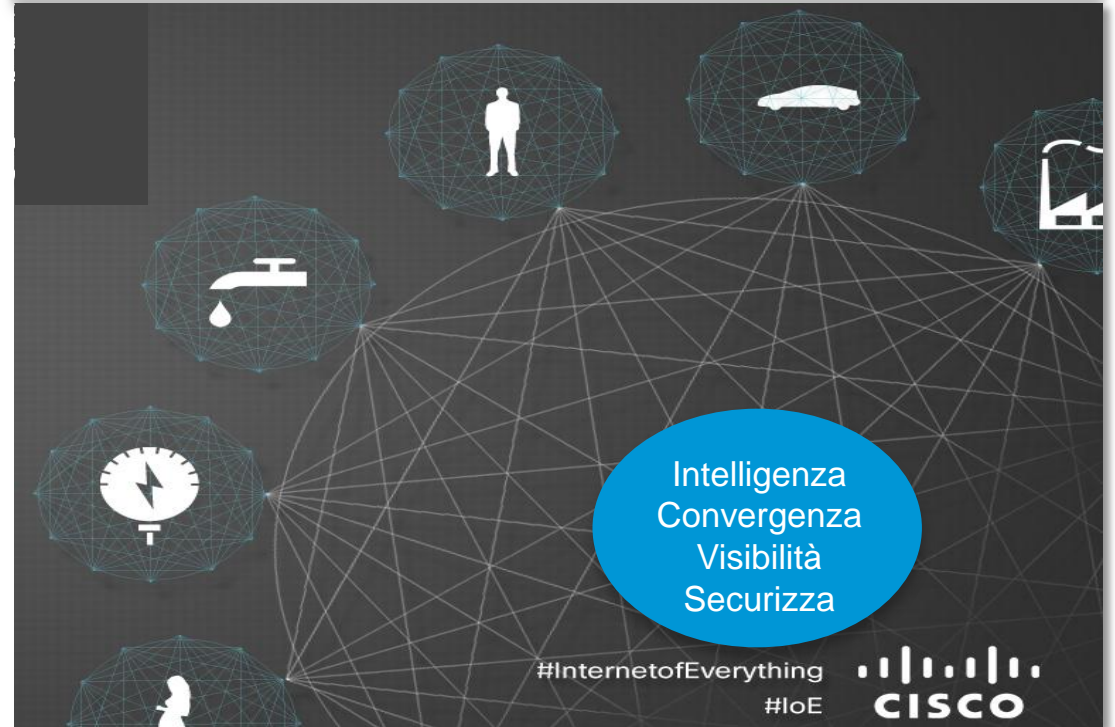 Intelligenza
Convergenza
Visibilità
Securizza
#InternetofEverything
#IoE
CISCO